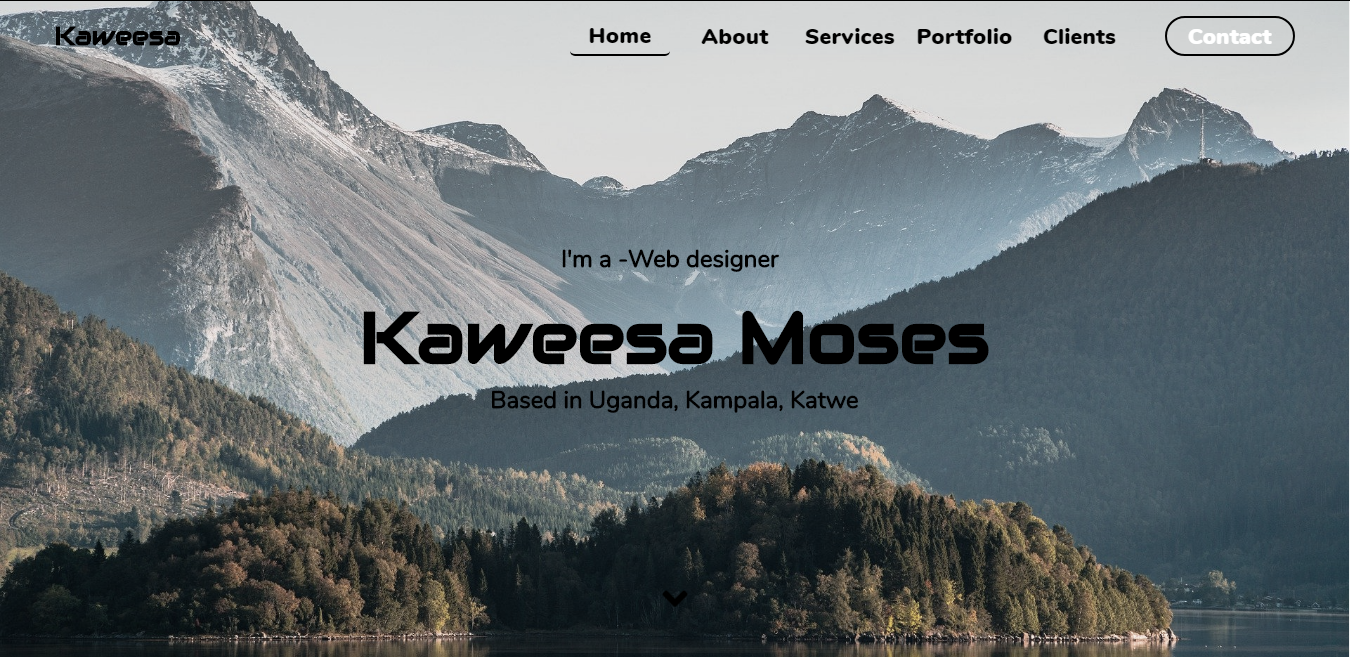 Kaweesa
Home About Services Portfolio Clients Contact
I'm a -Web designer
Kaweesa Moses
Based in Uganda, Kampala, Katwe